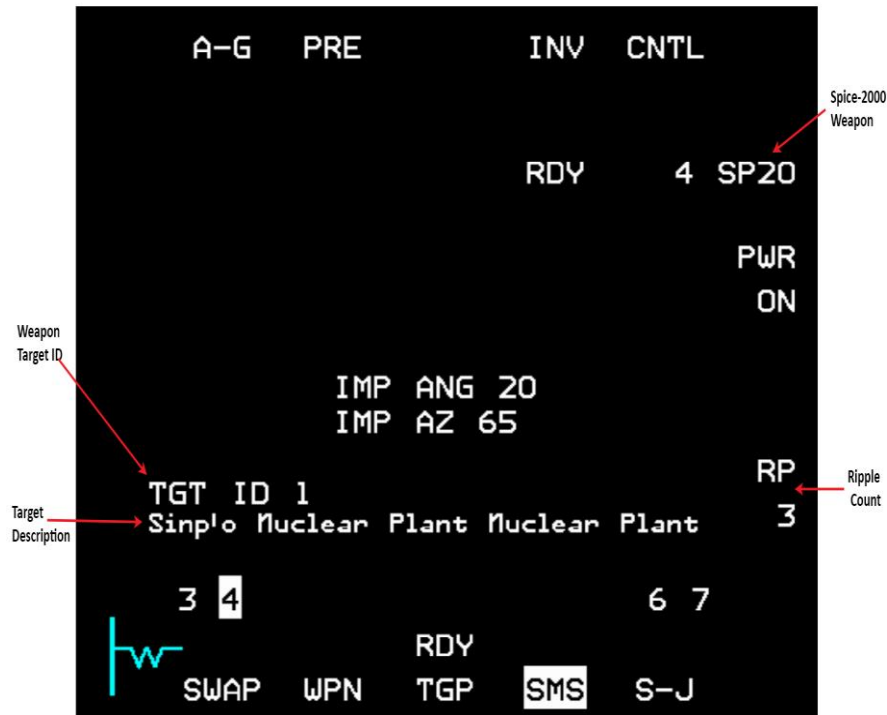 A-G PRE INV CNTL
Spice-2000
Weapon
RDY 4 SP20
PWR
ON
Weapon
Target ID
IMP ANG 20
IMP AZ 65
RP
Ripple
Count
TGT ID 1
3
Target
Description
Sinp'o Nuclear Plant Nuclear Plant
3 4 6 7
RDY
SWAP WPN TGP SMS S-J